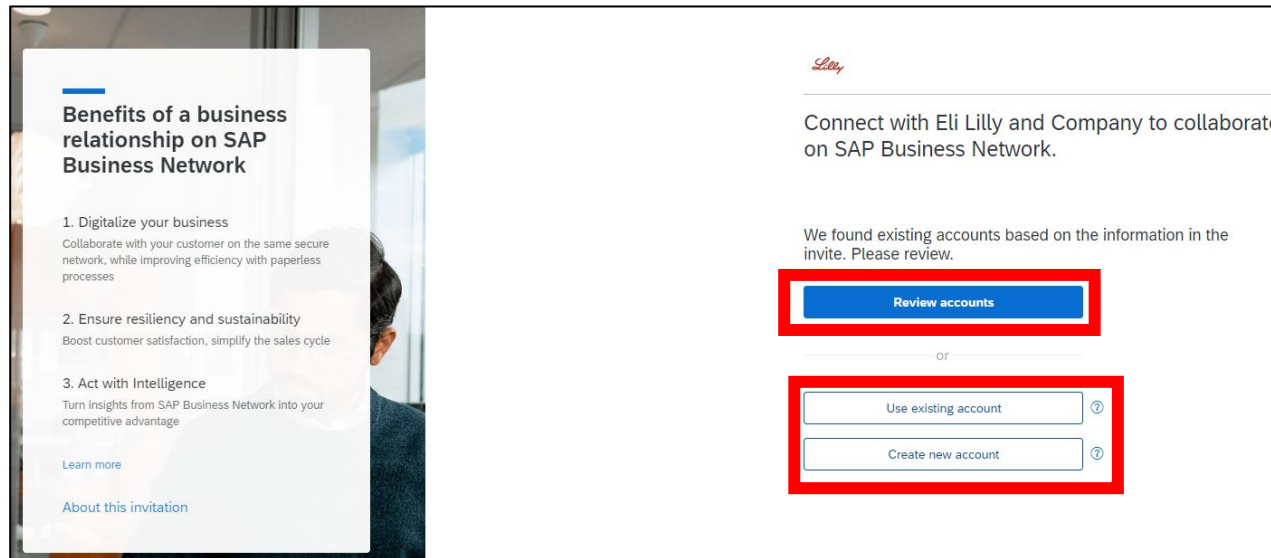 Benefits of a business
relationship on SAP
Business Network
1. Digitalize your business
Collaborate with your customer on the same secure
network, while improving efficiency with paperless
processes
2. Ensure resiliency and sustainability
Boost customer satisfaction, simplify the sales cycle
3. Act with Intelligence
Turn insights from SAP Business Network into your
competitive advantage
Learn more
About this invitation
Lilly
Connect with Eli Lilly and Company to collaborate
on SAP Business Network.
We found existing accounts based on the information in the
invite. Please review.
Review accounts
or
Use existing account ?
Create new account ?